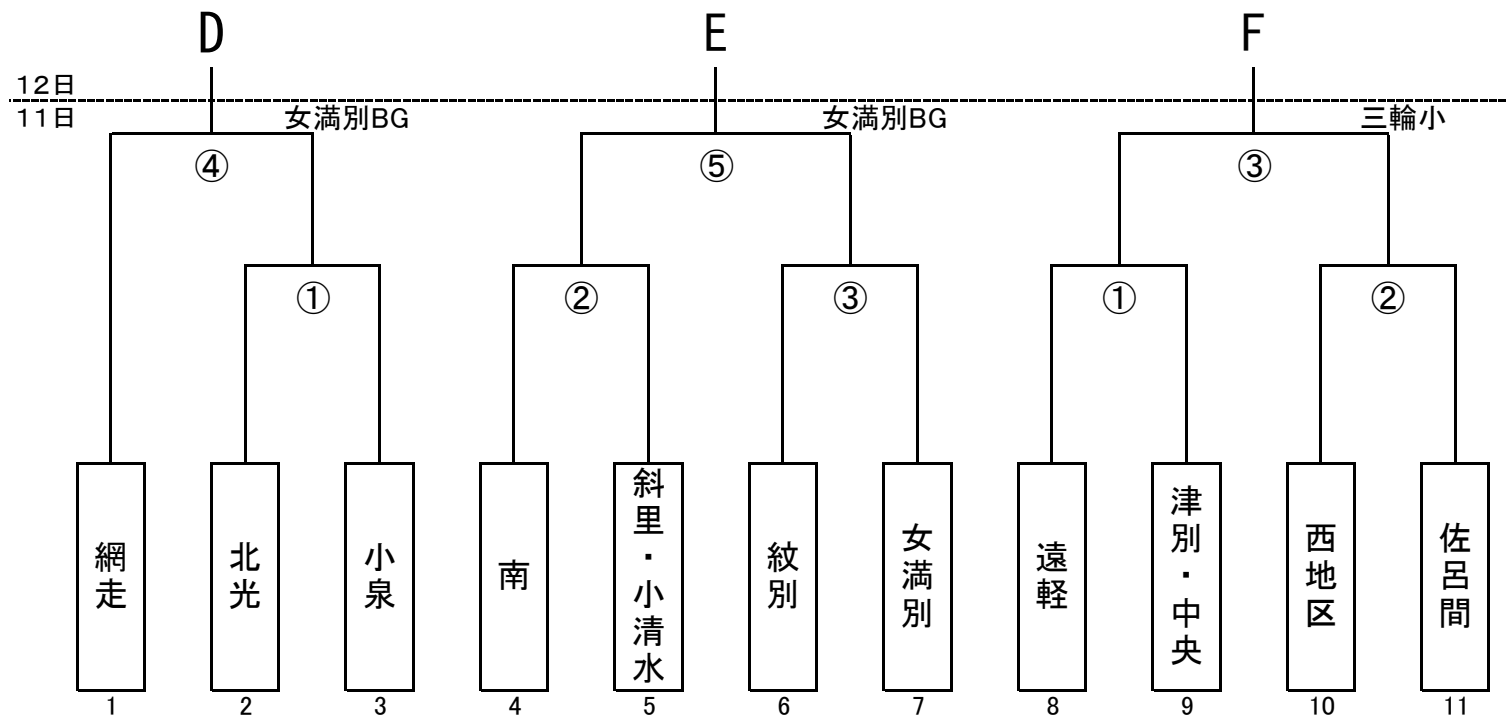 D E F
12日
11日 女満別BG 女満別BG 三輪小
④ ⑤ ③
① ② ③ ① ②
網走
北光
小泉
南
斜里・小清水
紋別
女満別
遠軽
津別・中央
西地区
佐呂間
1 2 3 4 5 6 7 8 9 10 11